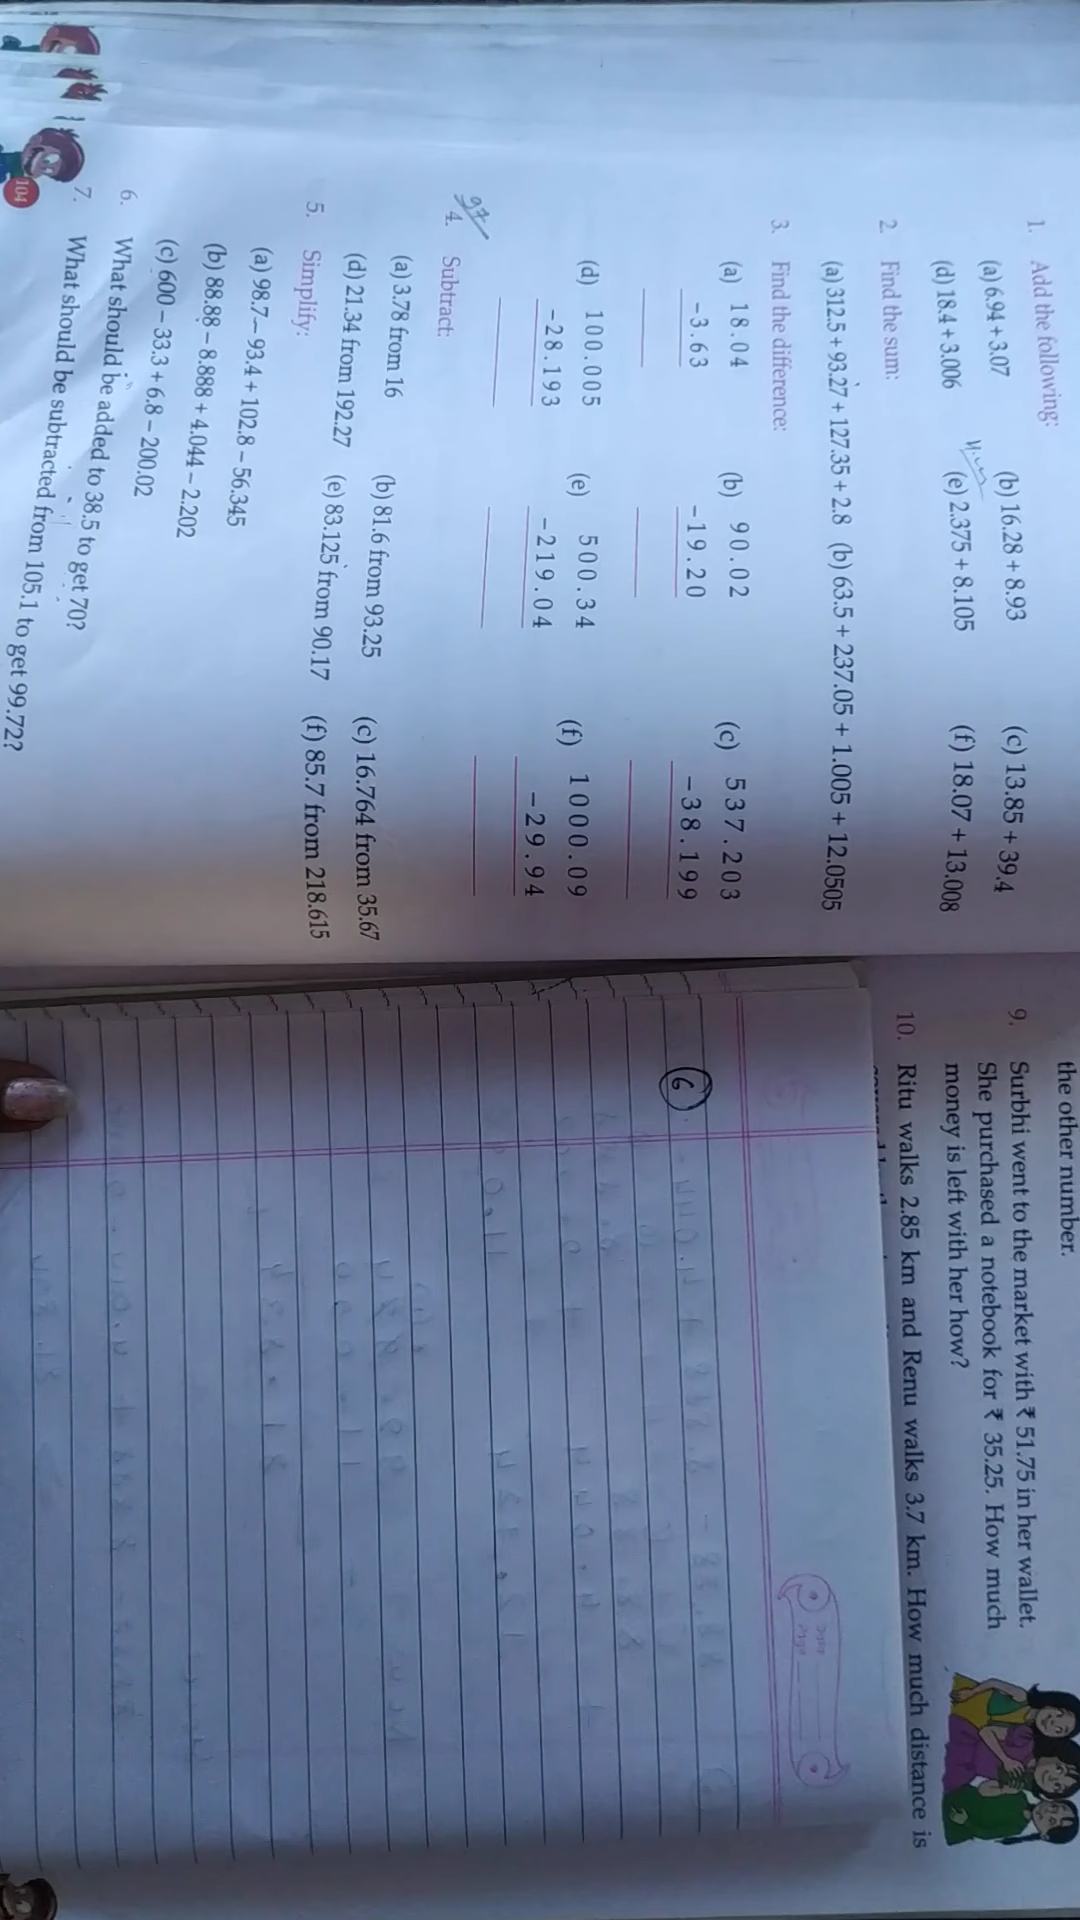 1. Add the following:
(a) 6.94 + 3.07 (b) 16.28 + 8.93 (c) 13.85 + 39.4
(d) 18.4 + 3.006 (e) 2.375 + 8.105 (f) 18.07 + 13.008
2. Find the sum:
(a) 312.5 + 93.27 + 127.35 + 2.8 (b) 63.5 + 237.05 + 1.005 + 12.0505
3. Find the difference:
(a) 18.04 (b) 90.02 (c) 537.203
-3.63 -19.20 -38.199
(d) 100.005 (e) 500.34 (f) 1000.09
-28.193 -219.04 -29.94
4. Subtract:
(a) 3.78 from 16 (b) 81.6 from 93.25 (c) 16.764 from 35.67
(d) 21.34 from 192.27 (e) 83.125 from 90.17 (f) 85.7 from 218.615
5. Simplify:
(a) 98.7 – 93.4 + 102.8 – 56.345
(b) 88.88 – 8.888 + 4.044 – 2.202
(c) 600 – 33.3 + 6.8 – 200.02
6. What should be added to 38.5 to get 70?
7. What should be subtracted from 105.1 to get 99.72?
104
the other number.
9. Surbhi went to the market with ₹ 51.75 in her wallet.
She purchased a notebook for ₹ 35.25. How much
money is left with her how?
10. Ritu walks 2.85 km and Renu walks 3.7 km. How much distance is
6